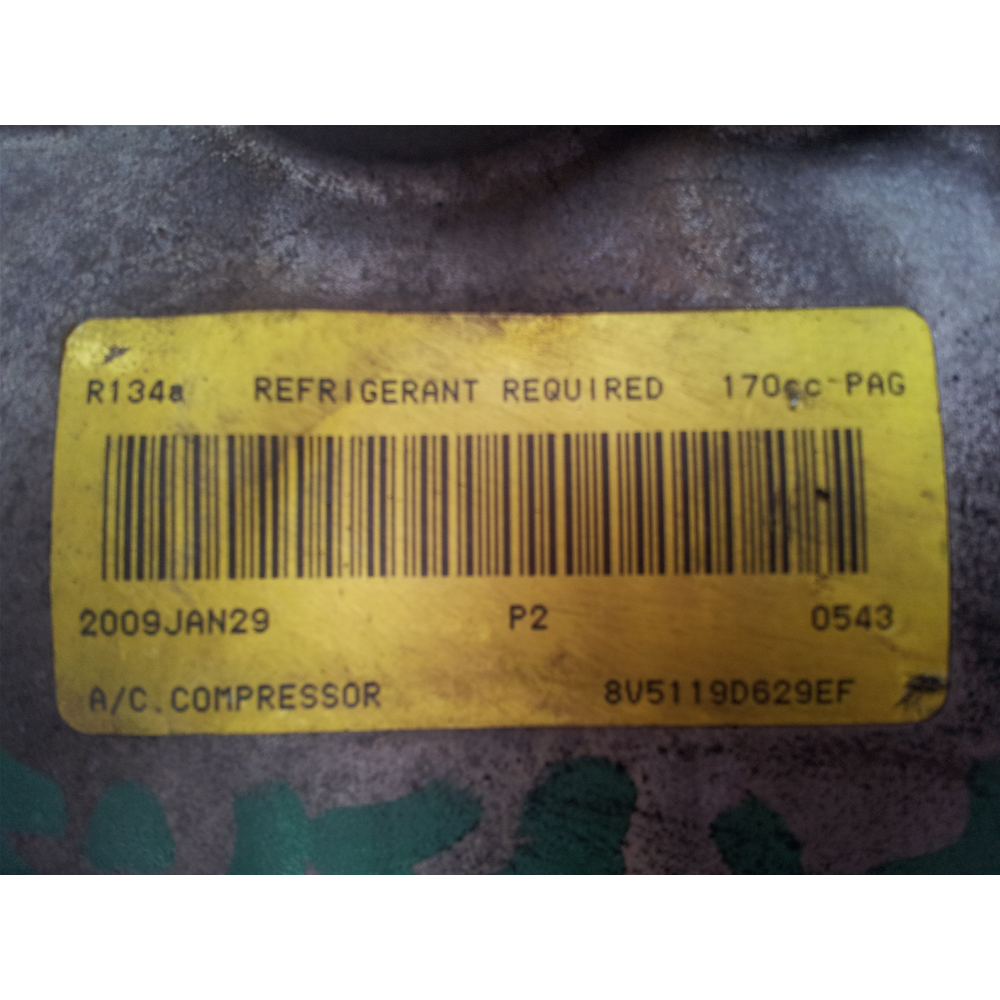 R134a REFRIGERANT REQUIRED 170cc PAG
2009JAN29 P2 0543
A/C.COMPRESSOR 8V5119D629EF